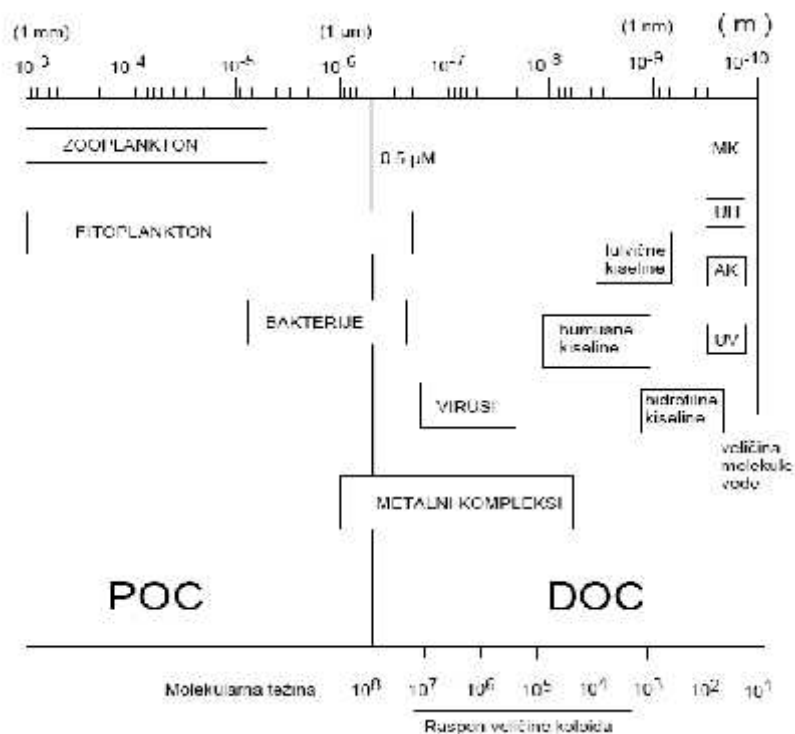 (1 mm) (1 µm) (1 nm) ( m )
10-3 10-4 10-5 10-6 10-7 10-8 10-9 10-10
ZOOPLANKTON
0.5 µM
MK
UH
FITOPLANKTON
fulvične
kiseline
AK
BAKTERIJE
humusne
kiseline
UV
VIRUSI
hidrofilne
kiseline
veličina
molekule
vode
METALNI KOMPLEKSI
POC DOC
Molekularna težina 108 107 106 105 104 103 102 101
Raspon veličine koloida